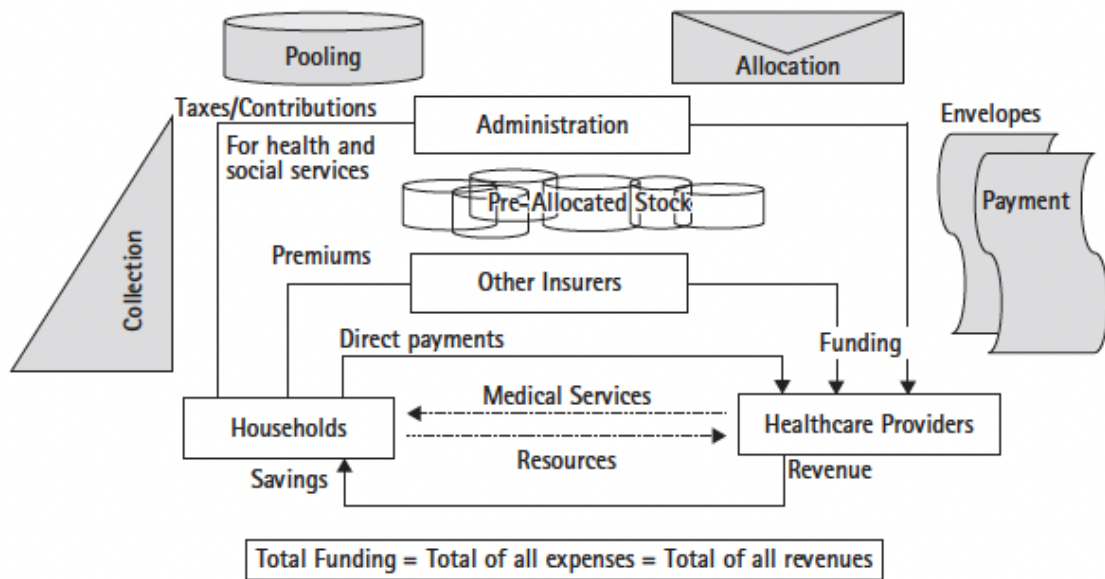 Pooling
Allocation
Taxes/Contributions
Administration
Envelopes
For health and
social services
Payment
Pre-Allocated Stock
Collection
Premiums
Other Insurers
Direct payments
Funding
Medical Services
Households
Healthcare Providers
Resources
Savings
Revenue
Total Funding = Total of all expenses = Total of all revenues